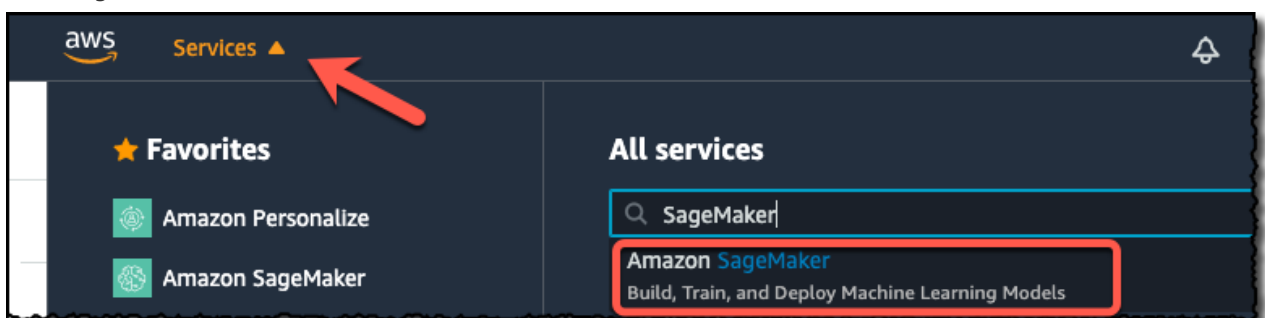 aws
Services
Favorites
Amazon Personalize
Amazon SageMaker
All services
SageMaker
Amazon SageMaker
Build, Train, and Deploy Machine Learning Models